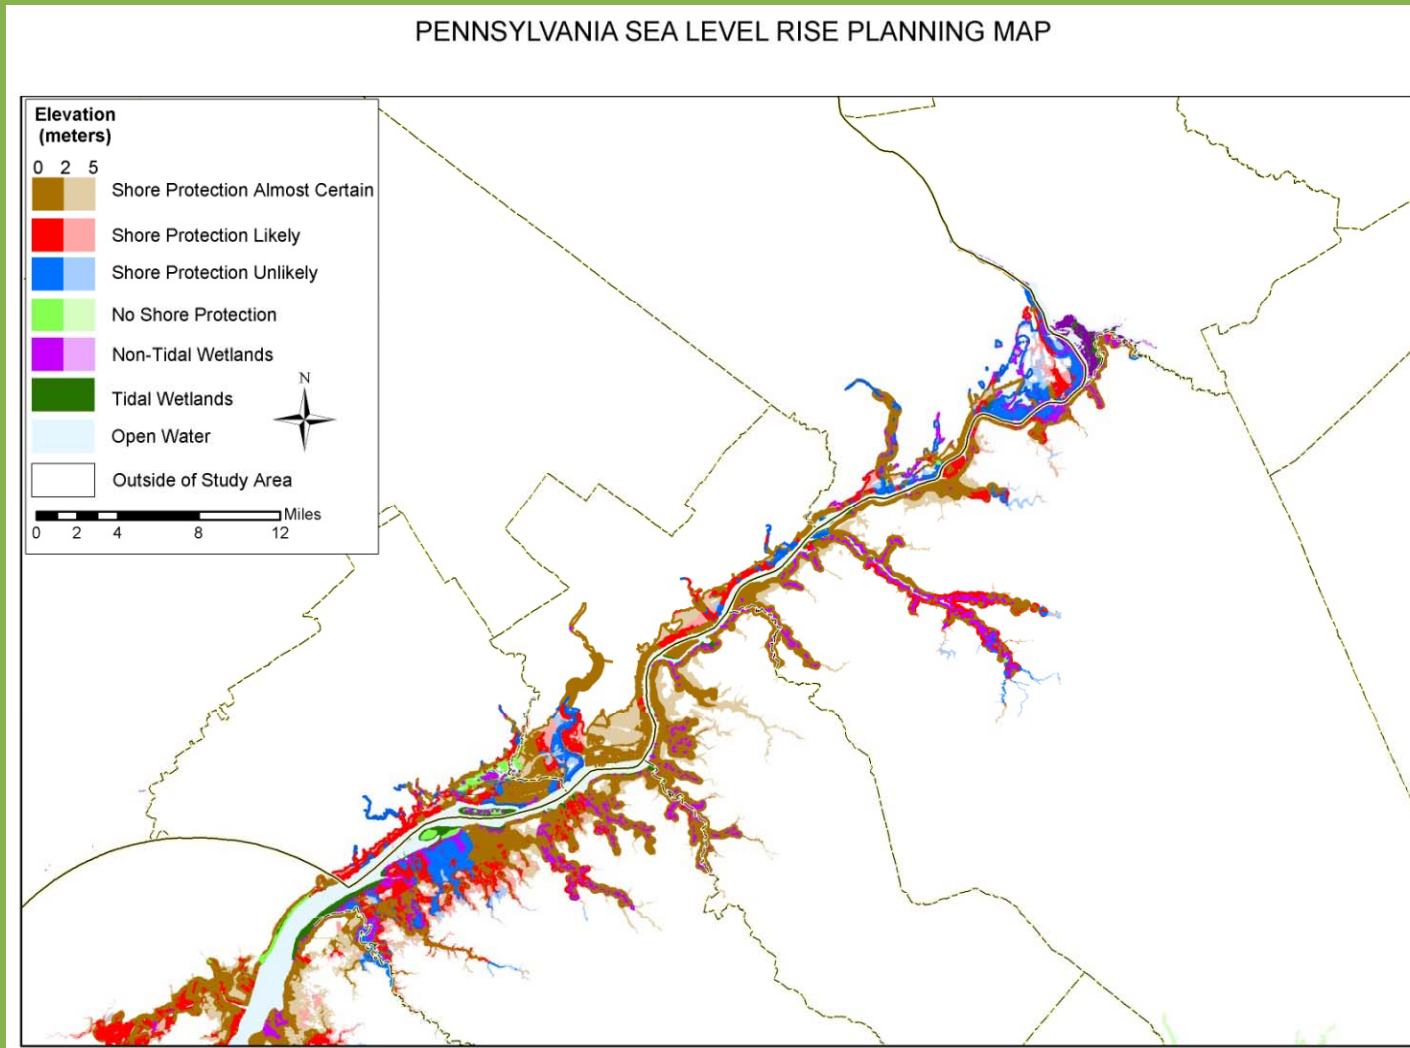 PENNSYLVANIA SEA LEVEL RISE PLANNING MAP
Elevation
(meters)
0 2 5
Shore Protection Almost Certain
Shore Protection Likely
Shore Protection Unlikely
No Shore Protection
Non-Tidal Wetlands
N
Tidal Wetlands
Open Water
Outside of Study Area
Miles
0 2 4 8 12